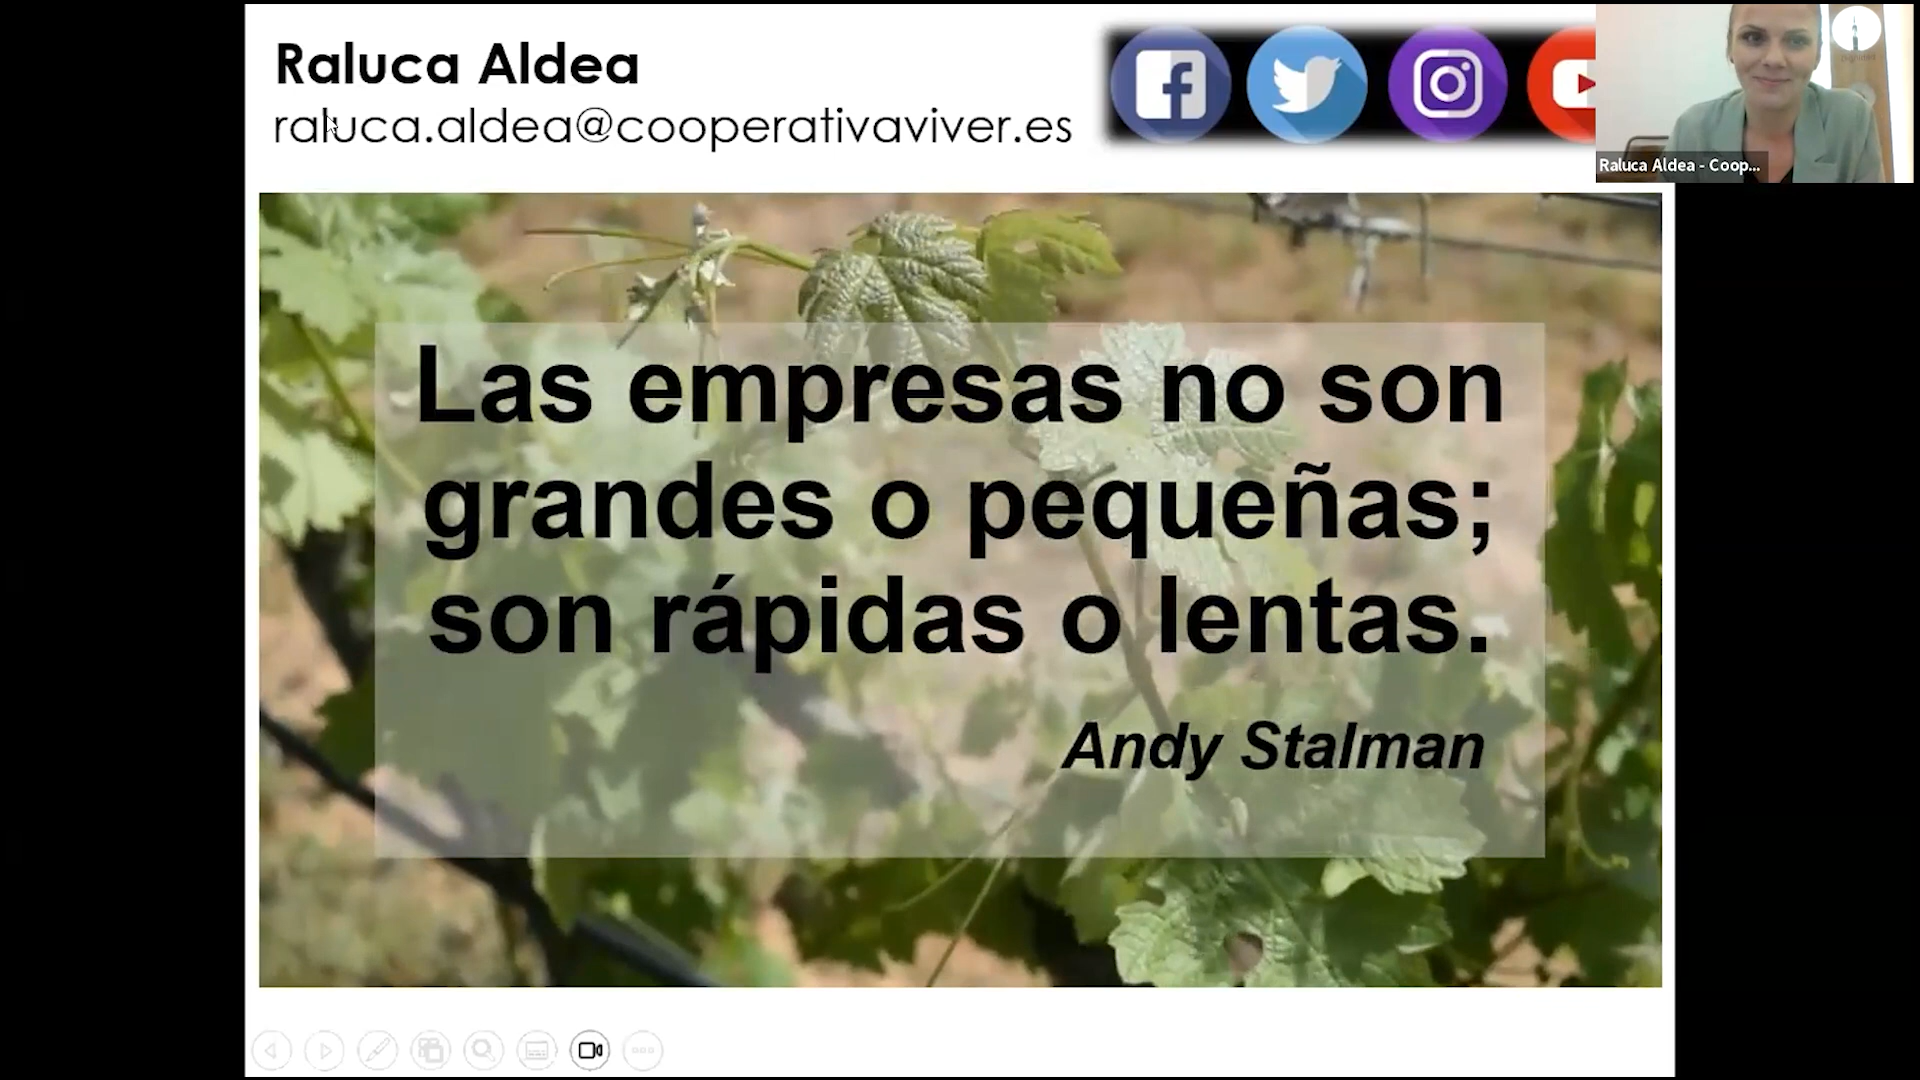 Raluca Aldea
raluca.aldea@cooperativaviver.es
Raluca Aldea - Coop...
Las empresas no son
grandes o pequeñas;
son rápidas o lentas.
Andy Stalman